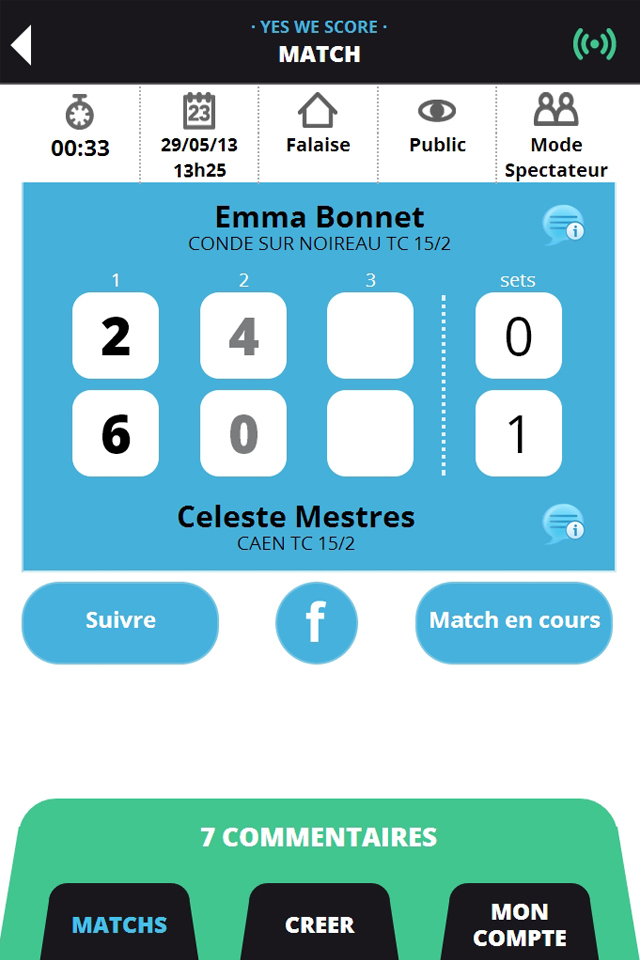 · YES WE SCORE ·
MATCH
23
00:33
29/05/13
13h25
Falaise
Public
Mode
Spectateur
Emma Bonnet
CONDE SUR NOIREAU TC 15/2
i
1 2 3 sets
2 4 0
6 0 1
Celeste Mestres
CAEN TC 15/2
i
Suivre
f
Match en cours
7 COMMENTAIRES
MATCHS
CREER
MON
COMPTE